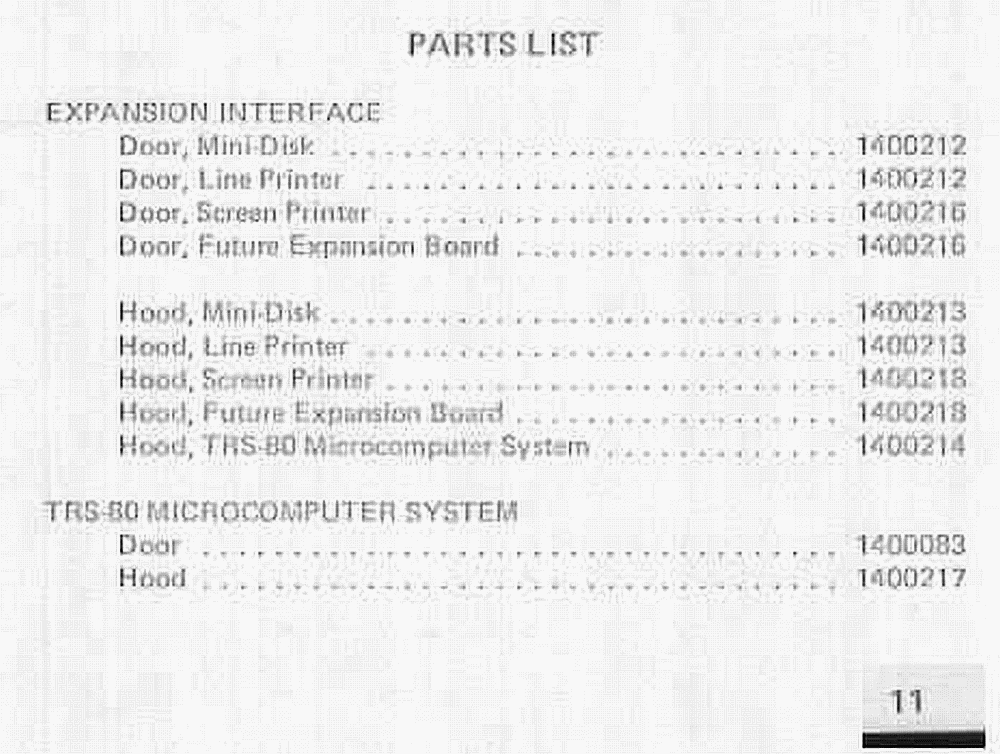 PARTS LIST
EXPANSION INTERFACE
Door, Mini-Disk . . . . . . . . . . . . . . . . . . . . . . . . . . . . 1400212
Door, Line Printer . . . . . . . . . . . . . . . . . . . . . . . . . . 1400212
Door, Screen Printer . . . . . . . . . . . . . . . . . . . . . . . . . 1400216
Door, Future Expansion Board . . . . . . . . . . . . . . . . . . 1400216
Hood, Mini-Disk . . . . . . . . . . . . . . . . . . . . . . . . . . . . 1400213
Hood, Line Printer . . . . . . . . . . . . . . . . . . . . . . . . . . 1400213
Hood, Screen Printer . . . . . . . . . . . . . . . . . . . . . . . . . 1400218
Hood, Future Expansion Board . . . . . . . . . . . . . . . . . . 1400218
Hood, TRS-80 Microcomputer System . . . . . . . . . . . . . 1400214
TRS-80 MICROCOMPUTER SYSTEM
Door . . . . . . . . . . . . . . . . . . . . . . . . . . . . . . . . . . . 1400083
Hood . . . . . . . . . . . . . . . . . . . . . . . . . . . . . . . . . . . 1400217
11